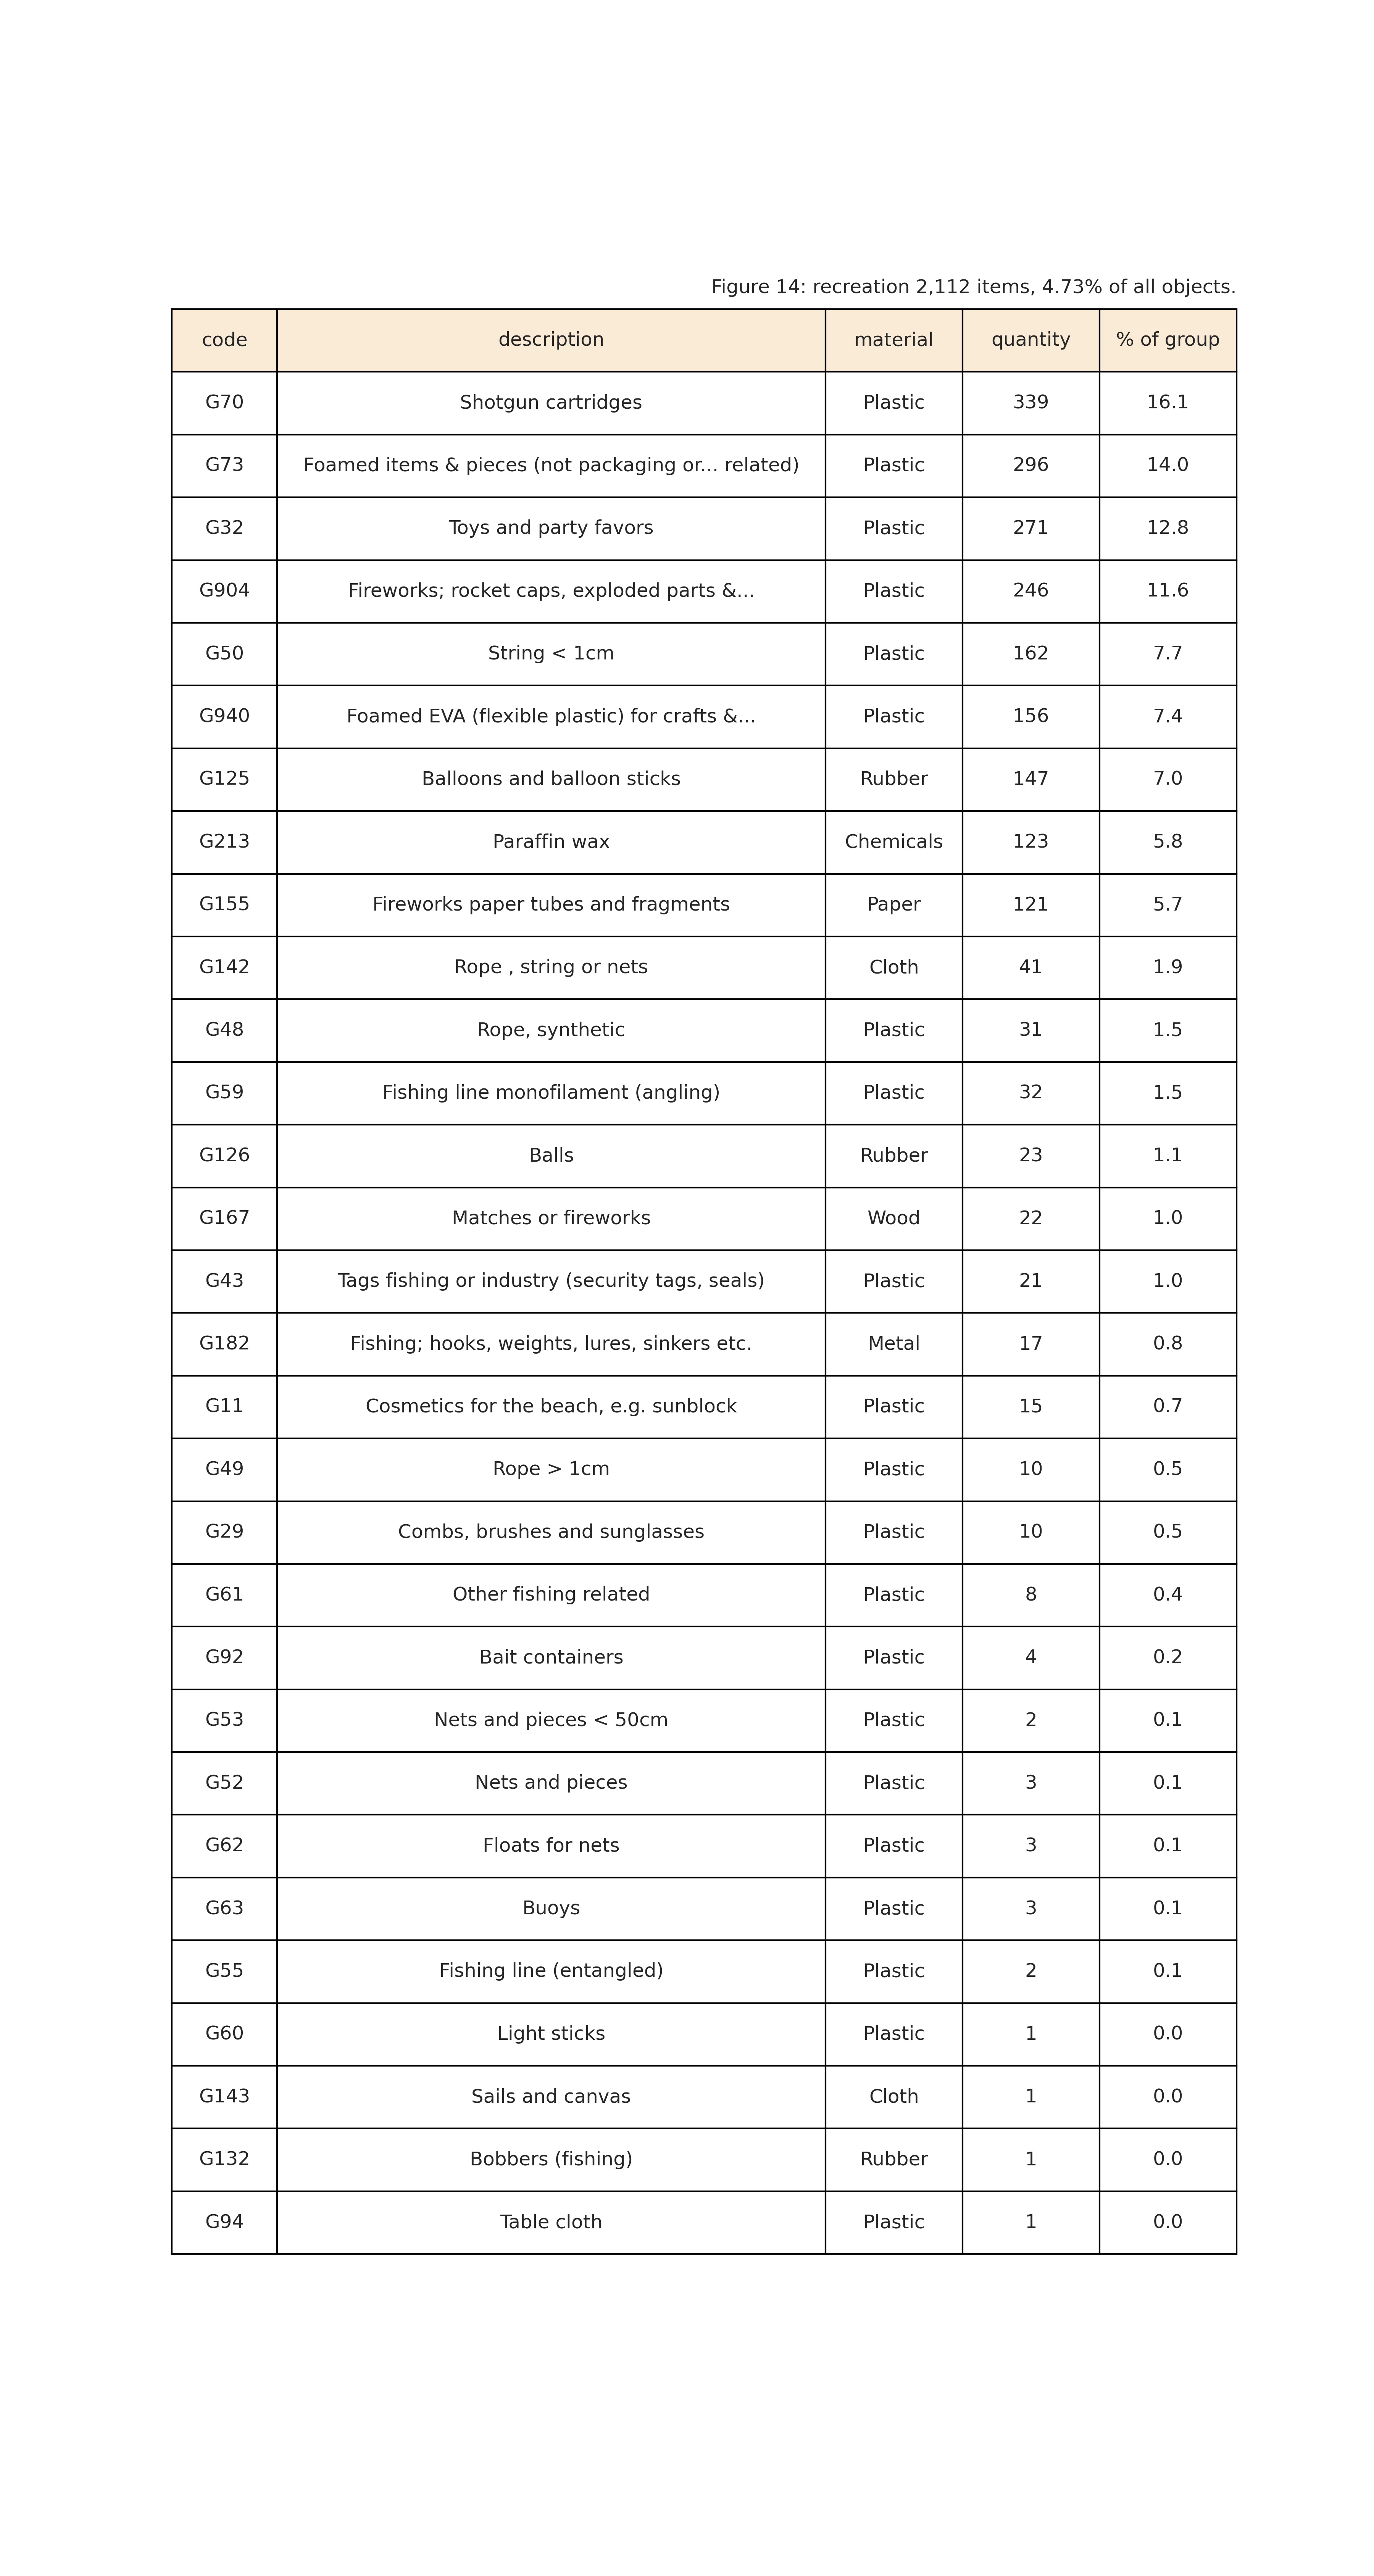 Figure 14: recreation 2,112 items, 4.73% of all objects.
code description material quantity % of group
G70 Shotgun cartridges Plastic 339 16.1
G73 Foamed items & pieces (not packaging or... related) Plastic 296 14.0
G32 Toys and party favors Plastic 271 12.8
G904 Fireworks; rocket caps, exploded parts &... Plastic 246 11.6
G50 String < 1cm Plastic 162 7.7
G940 Foamed EVA (flexible plastic) for crafts &... Plastic 156 7.4
G125 Balloons and balloon sticks Rubber 147 7.0
G213 Paraffin wax Chemicals 123 5.8
G155 Fireworks paper tubes and fragments Paper 121 5.7
G142 Rope , string or nets Cloth 41 1.9
G48 Rope, synthetic Plastic 31 1.5
G59 Fishing line monofilament (angling) Plastic 32 1.5
G126 Balls Rubber 23 1.1
G167 Matches or fireworks Wood 22 1.0
G43 Tags fishing or industry (security tags, seals) Plastic 21 1.0
G182 Fishing; hooks, weights, lures, sinkers etc. Metal 17 0.8
G11 Cosmetics for the beach, e.g. sunblock Plastic 15 0.7
G49 Rope > 1cm Plastic 10 0.5
G29 Combs, brushes and sunglasses Plastic 10 0.5
G61 Other fishing related Plastic 8 0.4
G92 Bait containers Plastic 4 0.2
G53 Nets and pieces < 50cm Plastic 2 0.1
G52 Nets and pieces Plastic 3 0.1
G62 Floats for nets Plastic 3 0.1
G63 Buoys Plastic 3 0.1
G55 Fishing line (entangled) Plastic 2 0.1
G60 Light sticks Plastic 1 0.0
G143 Sails and canvas Cloth 1 0.0
G132 Bobbers (fishing) Rubber 1 0.0
G94 Table cloth Plastic 1 0.0